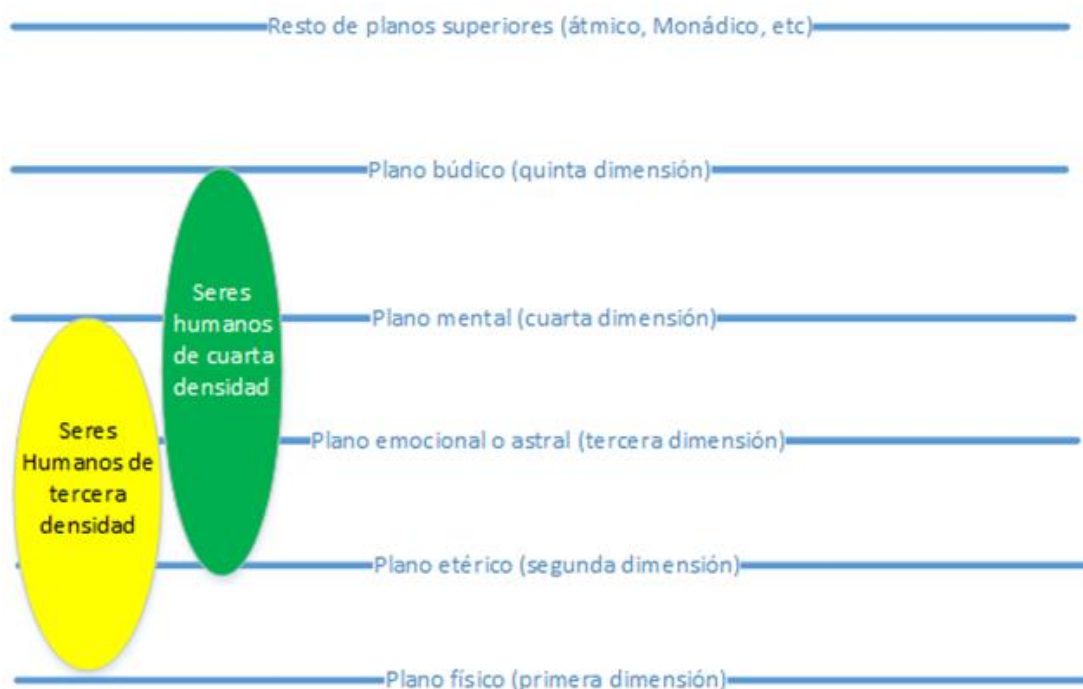 Resto de planos superiores (átmico, Monádico, etc)
Plano búdico (quinta dimensión)
Seres
humanos
de cuarta
densidad
Plano mental (cuarta dimensión)
Seres
Humanos de
tercera
densidad
Plano emocional o astral (tercera dimensión)
Plano etérico (segunda dimensión)
Plano físico (primera dimensión)